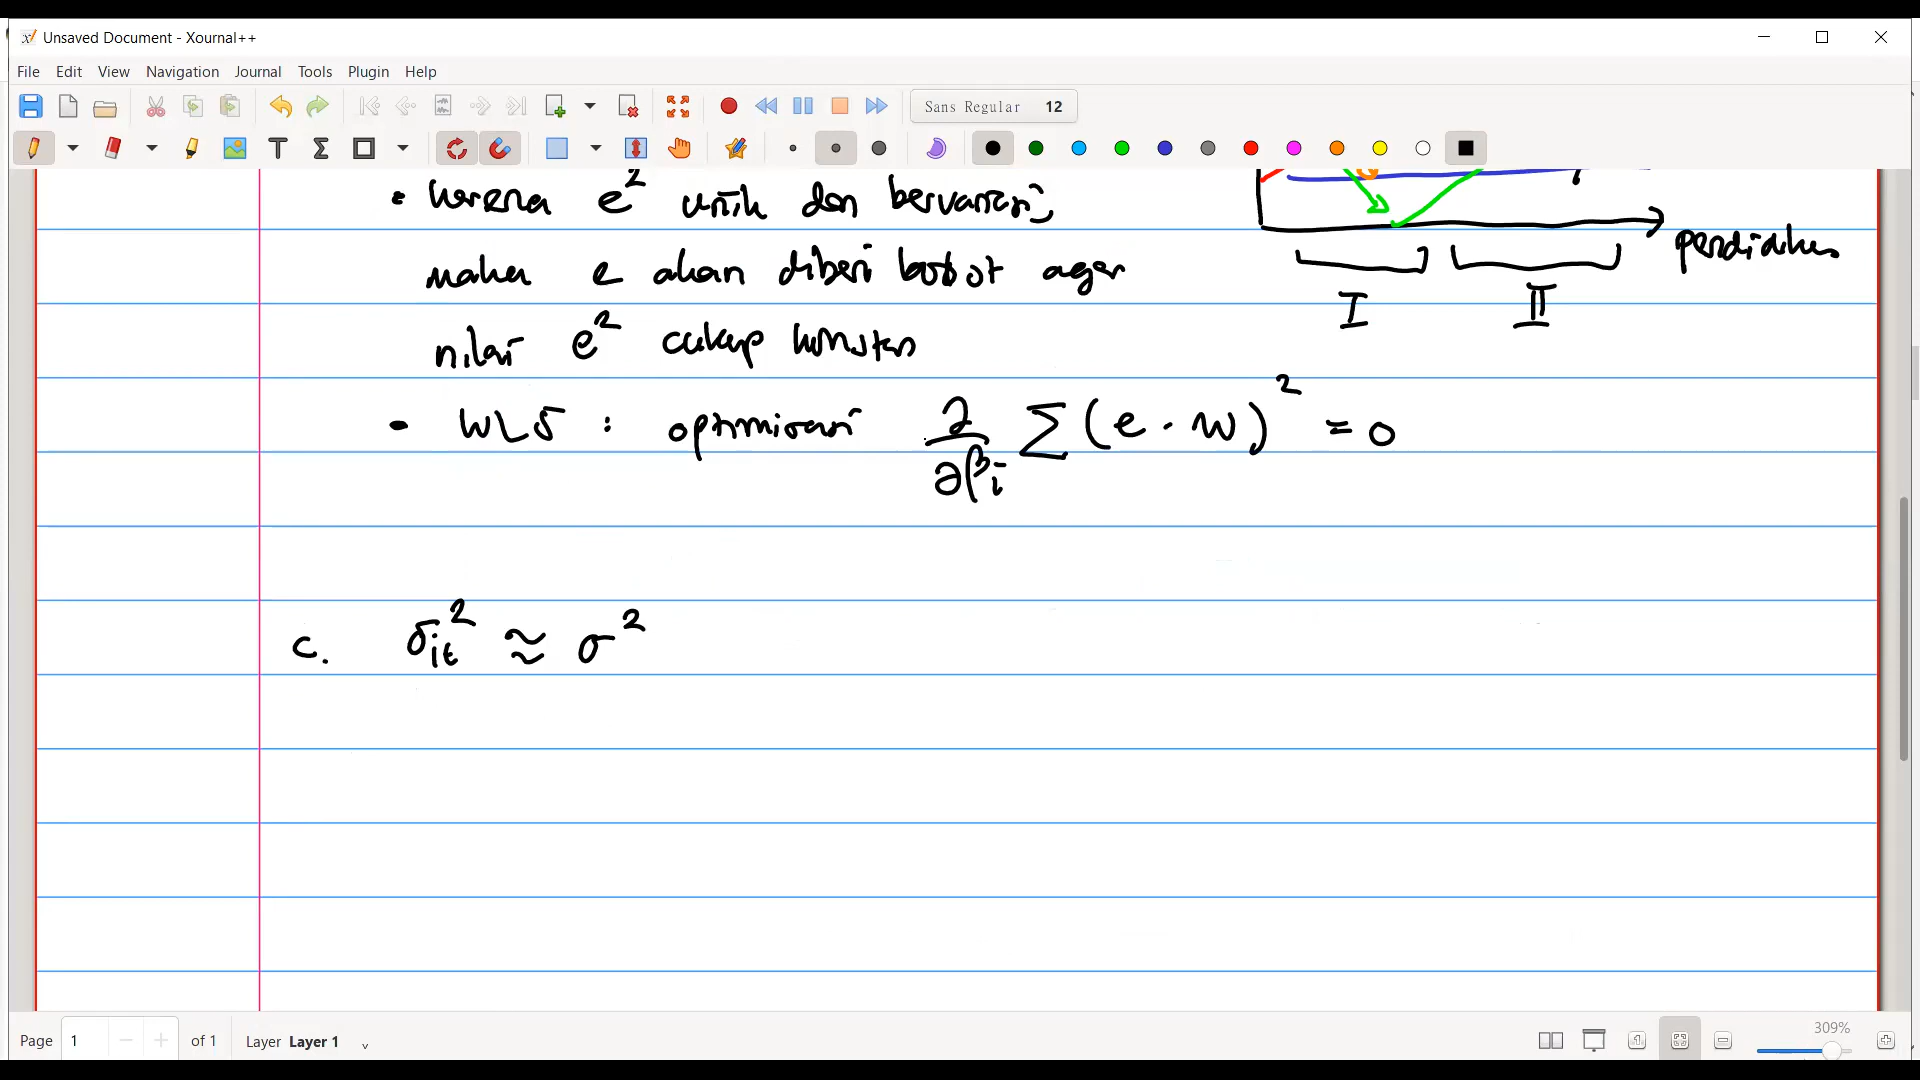 Unsaved Document - Xournal++
File Edit View Navigation Journal Tools Plugin Help
Sans Regular 12
• karena e² unik dan bervariasi,
maka e akan diberi bobot agar
nilai e² cukup konstan
• WLS : optimisasi ∂/∂βi Σ(e · w)² = 0
pendidikan
I II
c. σit² ≈ σ²
Page 1 of 1 Layer Layer 1 309%